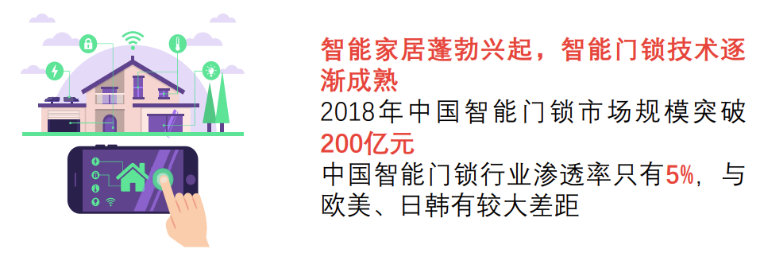 智能家居蓬勃兴起，智能门锁技术逐
渐成熟
2018年中国智能门锁市场规模突破
200亿元
中国智能门锁行业渗透率只有5%，与
欧美、日韩有较大差距